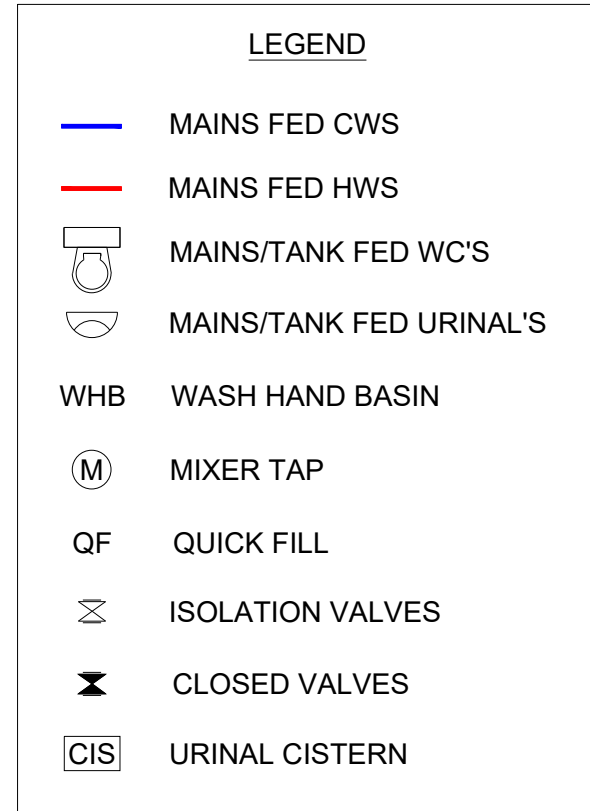 LEGEND
MAINS FED CWS
MAINS FED HWS
MAINS/TANK FED WC'S
MAINS/TANK FED URINAL'S
WHB WASH HAND BASIN
M MIXER TAP
QF QUICK FILL
ISOLATION VALVES
CLOSED VALVES
CIS URINAL CISTERN